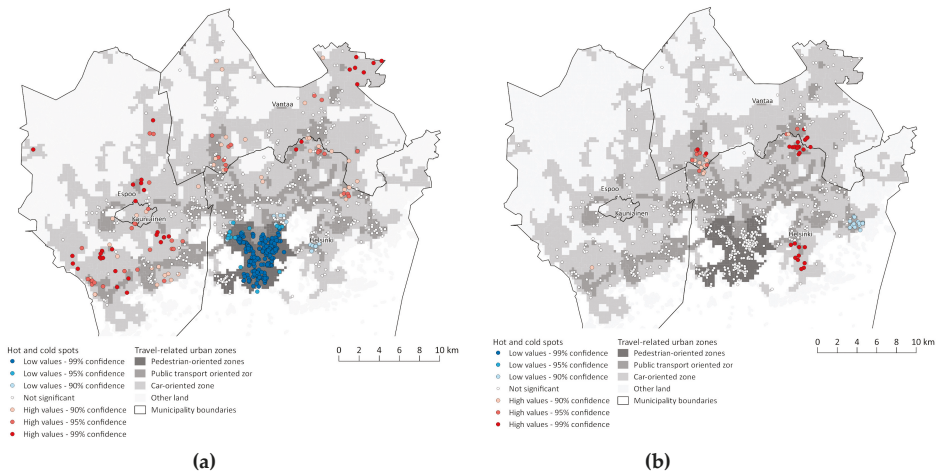 Vantaa
Espoo
Kauniainen
Helsinki
Hot and cold spots
Low values - 99% confidence
Low values - 95% confidence
Low values - 90% confidence
Not significant
High values - 90% confidence
High values - 95% confidence
High values - 99% confidence
Travel-related urban zones
Pedestrian-oriented zones
Public transport oriented zor
Car-oriented zone
Other land
Municipality boundaries
0 2 4 6 8 10 km
(a)
Vantaa
Espoo
Kauniainen
Helsinki
Hot and cold spots
Low values - 99% confidence
Low values - 95% confidence
Low values - 90% confidence
Not significant
High values - 90% confidence
High values - 95% confidence
High values - 99% confidence
Travel-related urban zones
Pedestrian-oriented zones
Public transport oriented zor
Car-oriented zone
Other land
Municipality boundaries
0 2 4 6 8 10 km
(b)